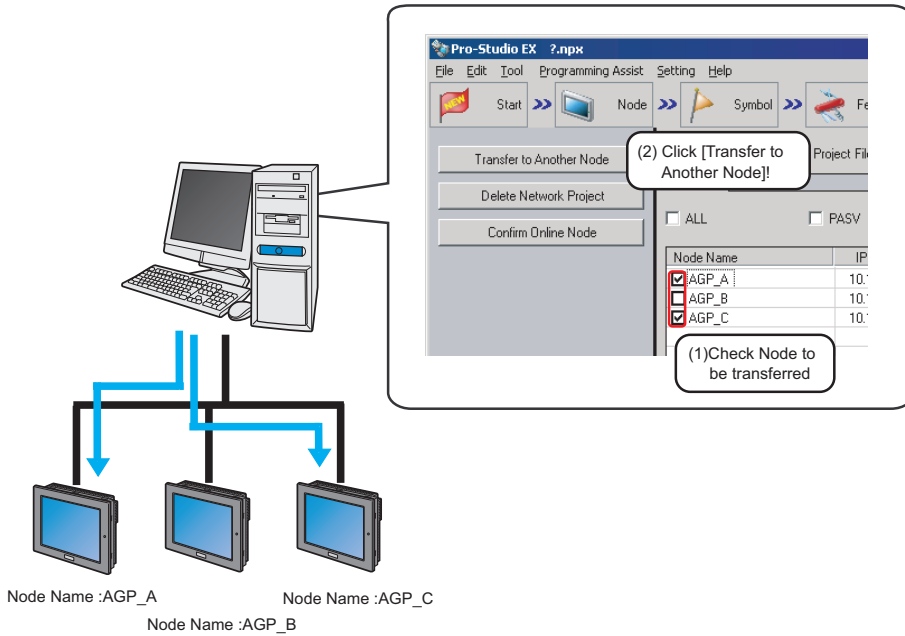 Pro-Studio EX ?.npx
File Edit Tool Programming Assist Setting Help
NEW Start >> Node >> Symbol >> Fe
Transfer to Another Node
Delete Network Project
Confirm Online Node
(2) Click [Transfer to
Another Node]!
Project Fil
ALL PASV
Node Name IP
AGP_A 10.
AGP_B 10.
AGP_C 10.
(1)Check Node to
be transferred
Node Name :AGP_A
Node Name :AGP_C
Node Name :AGP_B